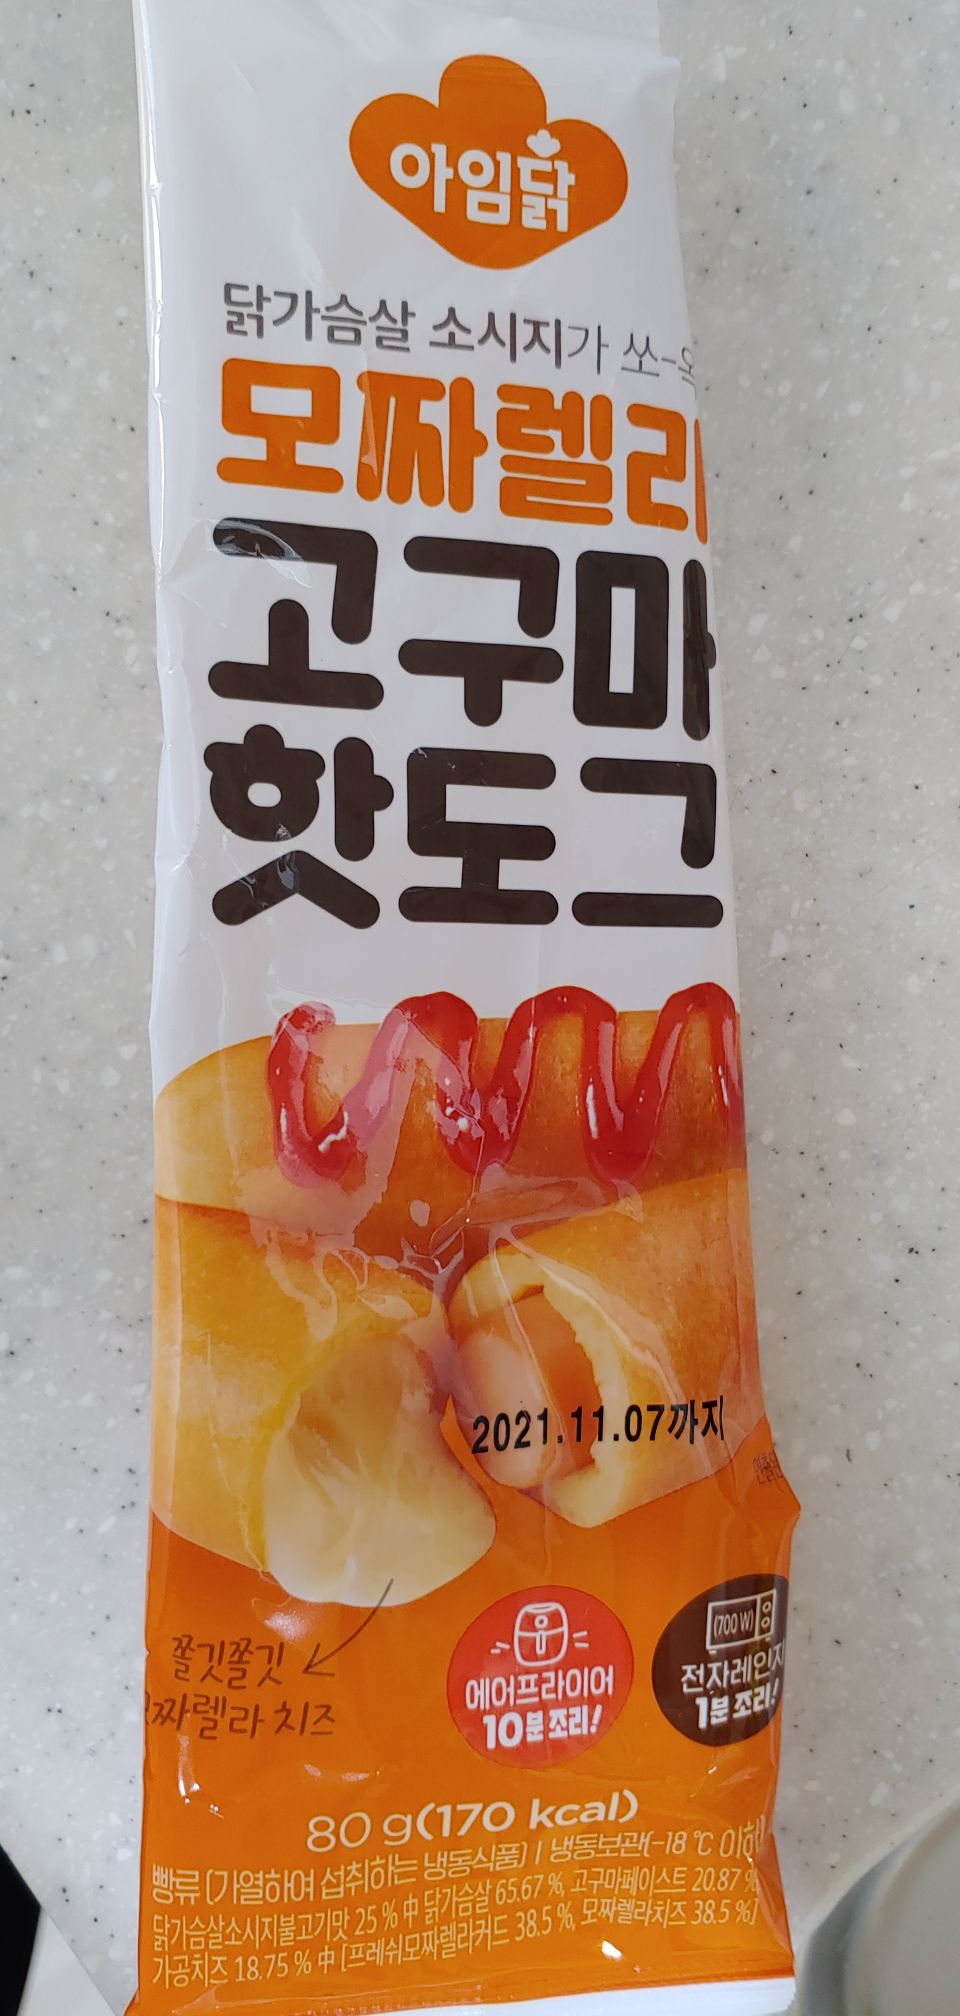 아임닭
닭가슴살 소시지가 쏘-옥
모짜렐라
고구마
핫도그
2021.11.07까지
쫄깃쫄깃
모짜렐라 치즈
(700 W)
에어프라이어
10분 조리!
전자레인지
1분 조리!
80 g(170 kcal)
빵류 [가열하여 섭취하는 냉동식품] | 냉동보관(-18 ℃ 이하)
닭가슴살소시지불고기맛 25 % 中 닭가슴살 65.67 %, 고구마페이스트 20.87 %
가공치즈 18.75 % 中 [프레쉬모짜렐라커드 38.5 %, 모짜렐라치즈 38.5 %]